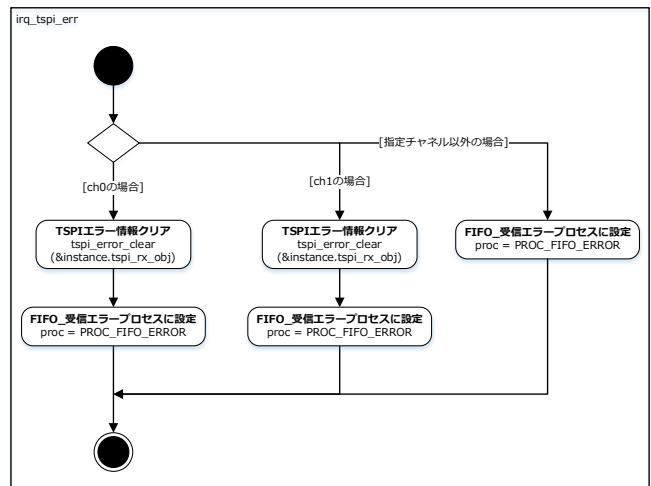 irq_tspi_err
[指定チャネル以外の場合]
[ch0の場合]
[ch1の場合]
TSPIエラー情報クリア
tspi_error_clear
(&instance.tspi_rx_obj)
TSPIエラー情報クリア
tspi_error_clear
(&instance.tspi_rx_obj)
FIFO_受信エラープロセスに設定
proc = PROC_FIFO_ERROR
FIFO_受信エラープロセスに設定
proc = PROC_FIFO_ERROR
FIFO_受信エラープロセスに設定
proc = PROC_FIFO_ERROR